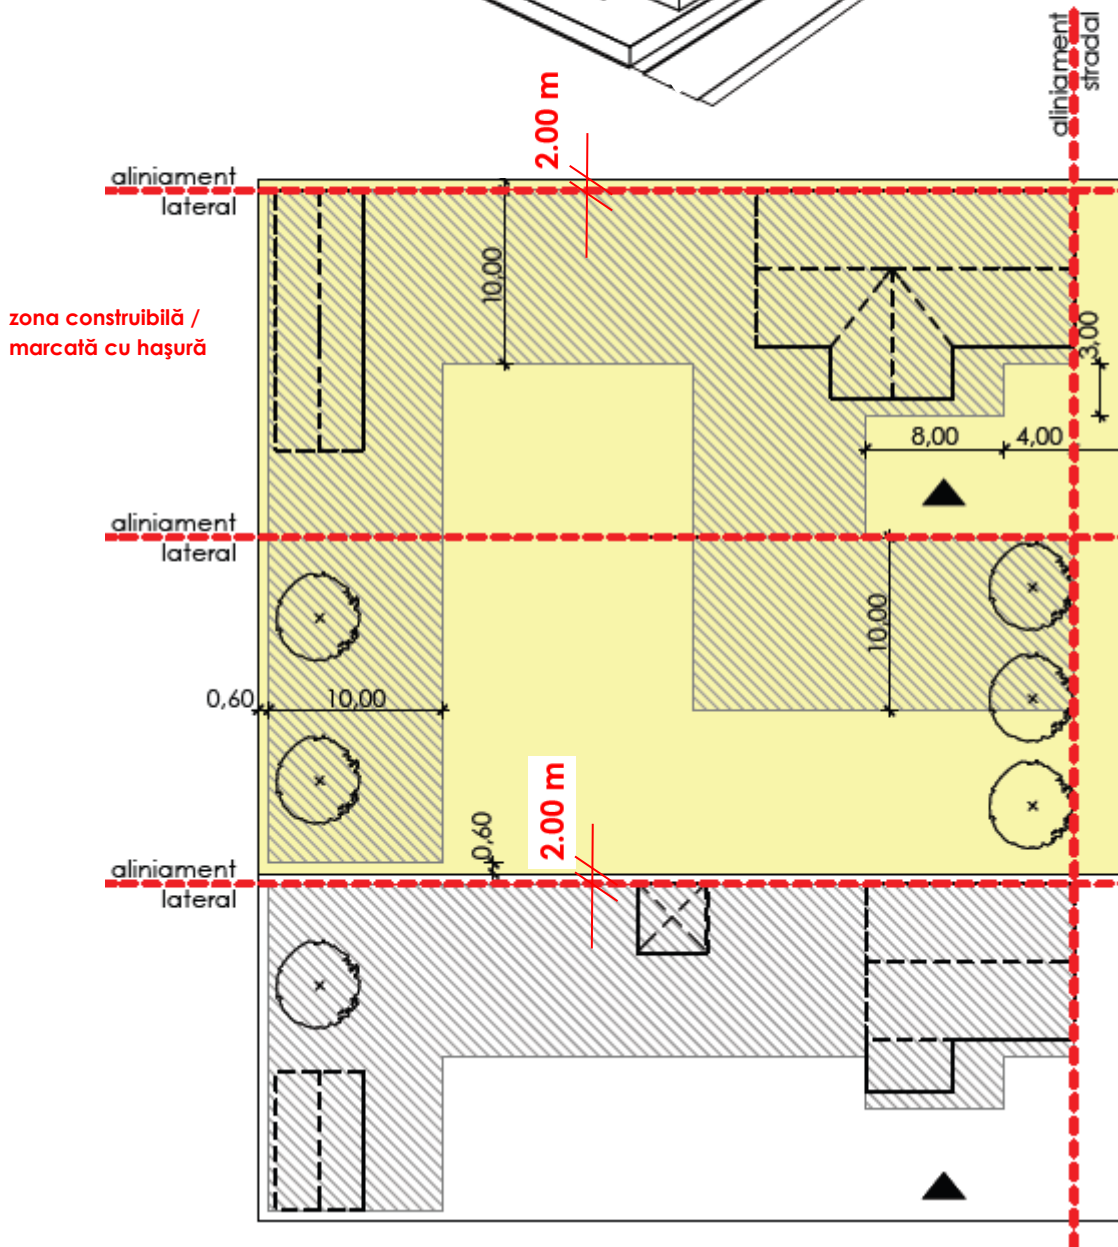 aliniament
stradal
2.00 m
aliniament
lateral
10,00
zona construibilă /
marcată cu haşură
3,00
8,00
4,00
aliniament
lateral
10,00
0,60
10,00
2.00 m
0,60
aliniament
lateral